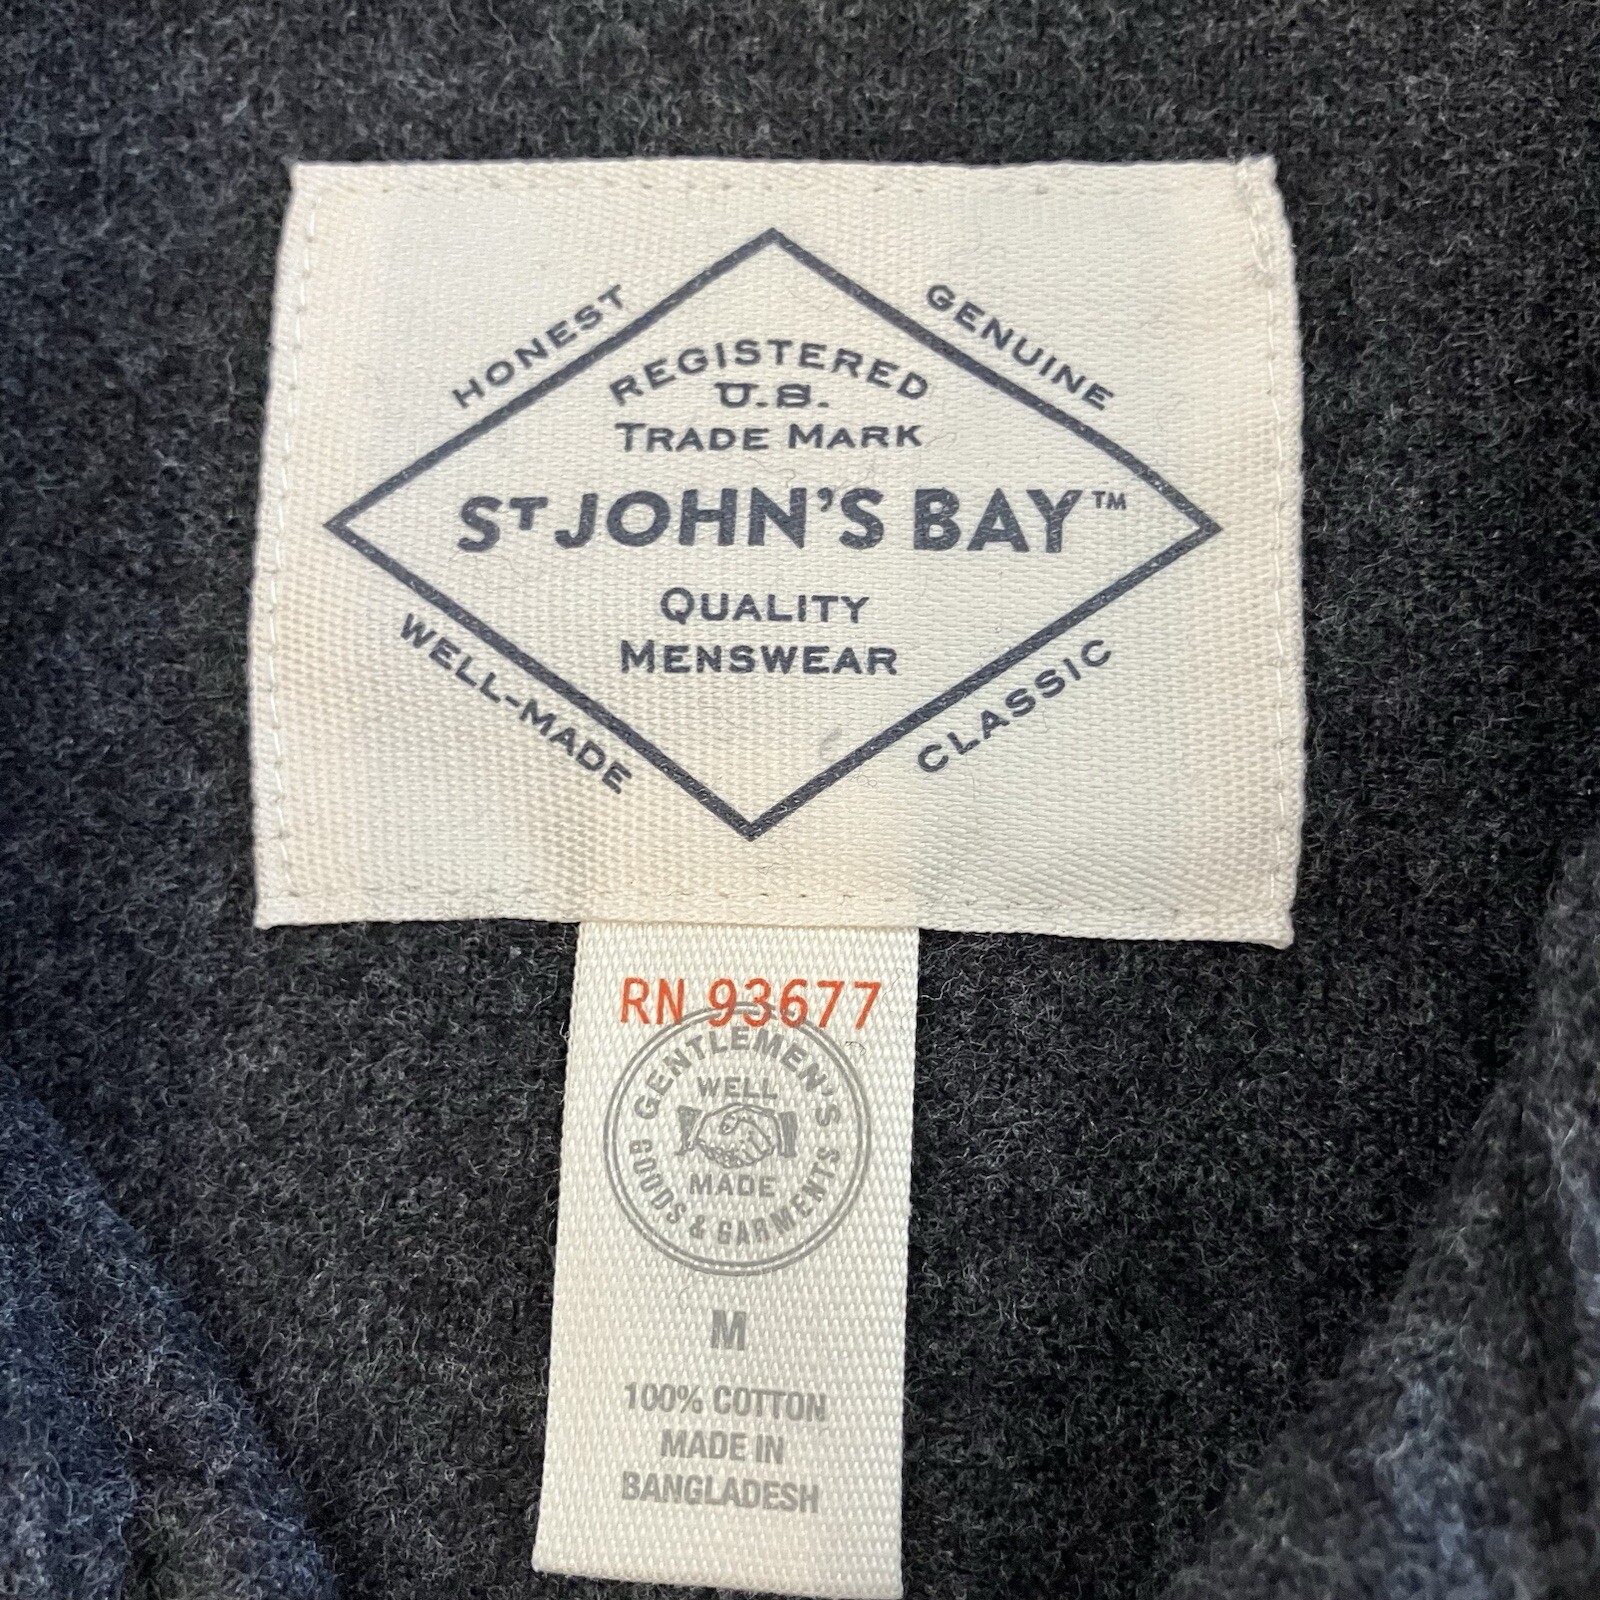 HONEST
GENUINE
REGISTERED
U.S.
TRADE MARK
ST JOHN'S BAY™
QUALITY
MENSWEAR
WELL-MADE
CLASSIC
RN 93677
GENTLEMEN'S
WELL
MADE
GOODS & GARMENTS
M
100% COTTON
MADE IN
BANGLADESH